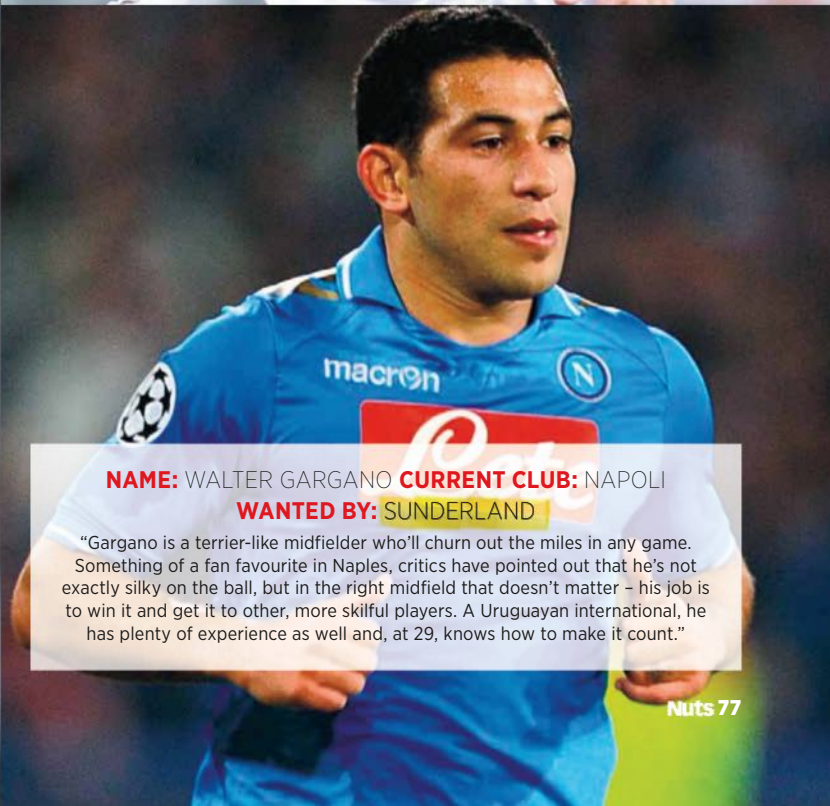 macron
N
Lete
NAME: WALTER GARGANO CURRENT CLUB: NAPOLI
WANTED BY: SUNDERLAND
“Gargano is a terrier-like midfielder who’ll churn out the miles in any game.
Something of a fan favourite in Naples, critics have pointed out that he’s not
exactly silky on the ball, but in the right midfield that doesn’t matter – his job is
to win it and get it to other, more skilful players. A Uruguayan international, he
has plenty of experience as well and, at 29, knows how to make it count.”
Nuts 77